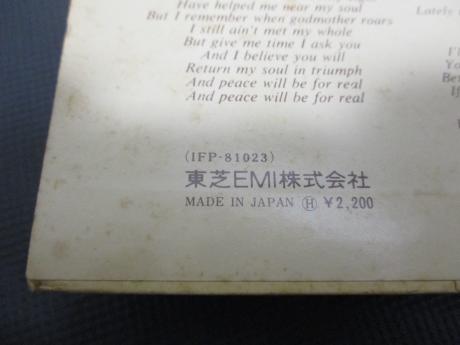 Have helped me near my soul
But I remember when godmother roars
I still ain't met my whole
But give me time I ask you
And I believe you will
Return my soul in triumph
And peace will be for real
And peace will be for real
Lately
(IFP-81023)
東芝EMI株式会社
MADE IN JAPAN Ⓗ ¥2,200